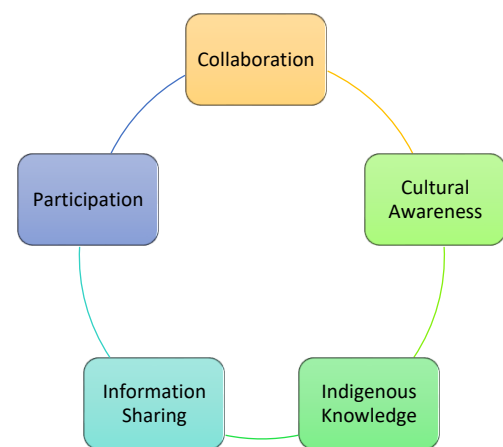 Collaboration
Cultural
Awareness
Indigenous
Knowledge
Information
Sharing
Participation